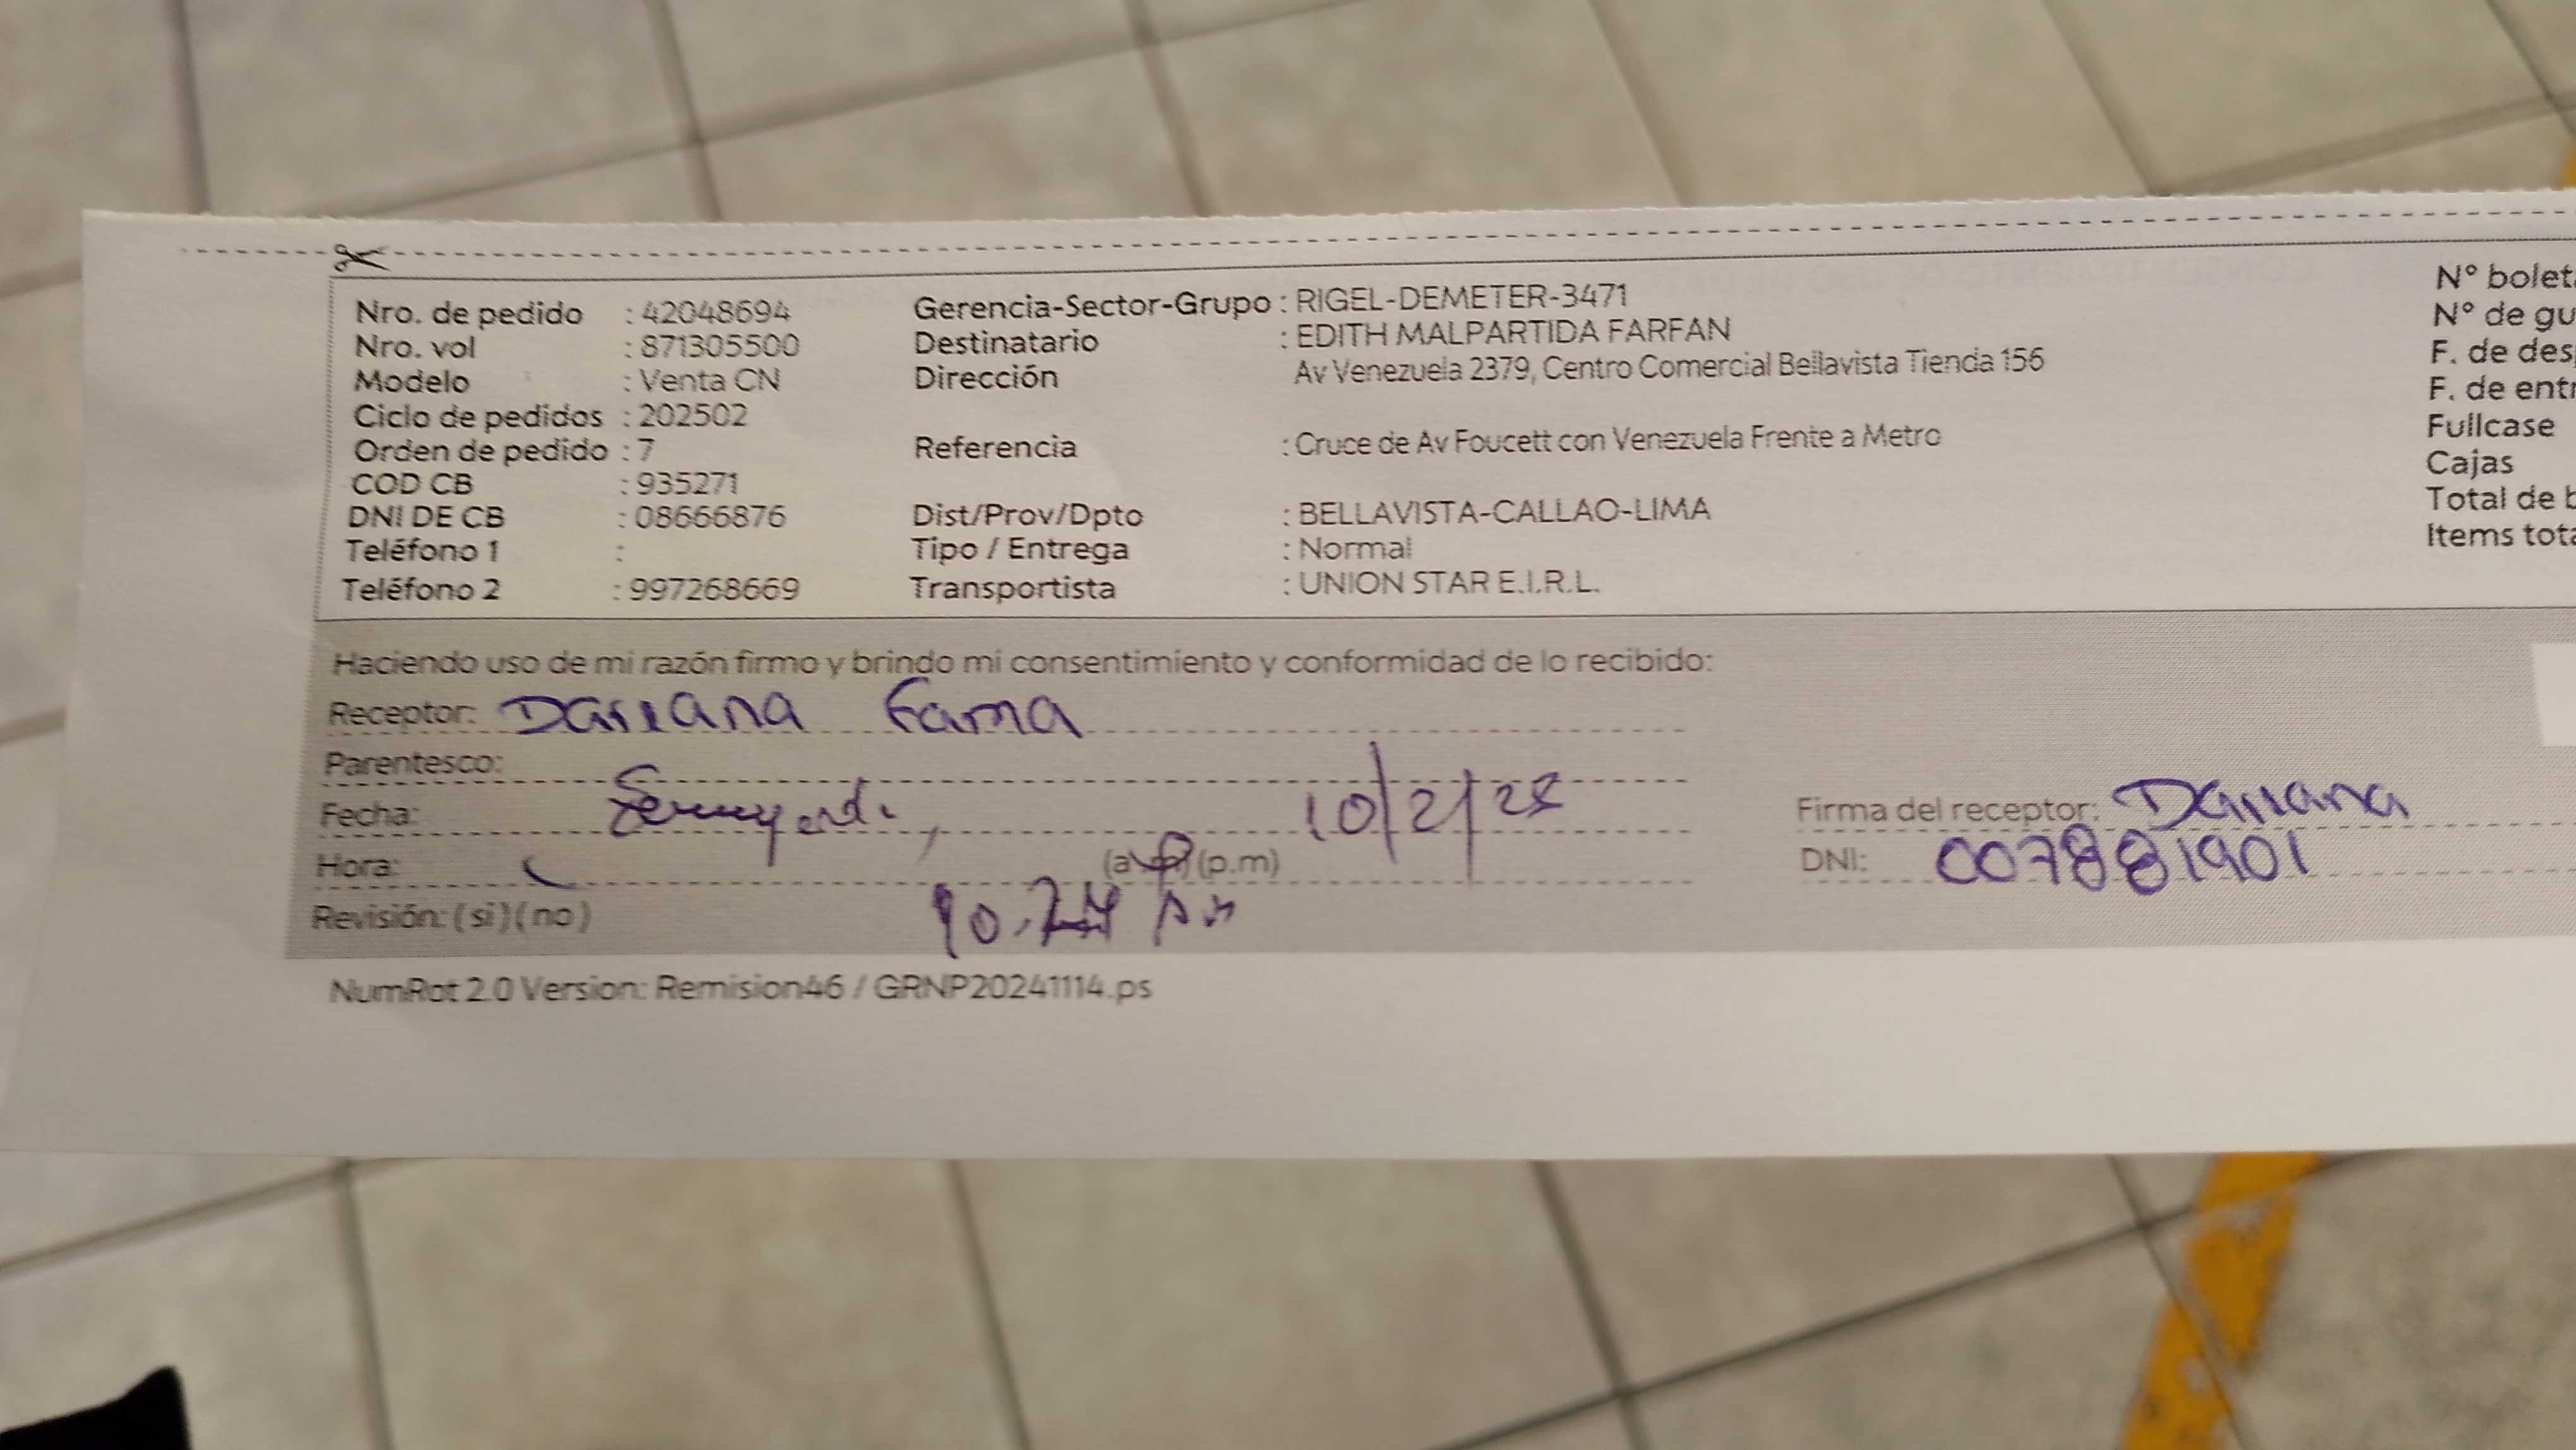 Nro. de pedido : 42048694
Nro. vol : 871305500
Modelo : Venta CN
Ciclo de pedidos : 202502
Orden de pedido : 7
COD CB : 935271
DNI DE CB : 08666876
Teléfono 1 :
Teléfono 2 : 997268669
Gerencia-Sector-Grupo : RIGEL-DEMETER-3471
Destinatario : EDITH MALPARTIDA FARFAN
Dirección Av Venezuela 2379, Centro Comercial Bellavista Tienda 156
Referencia : Cruce de Av Foucett con Venezuela Frente a Metro
Dist/Prov/Dpto : BELLAVISTA-CALLAO-LIMA
Tipo / Entrega : Normal
Transportista : UNION STAR E.I.R.L.
N° bolet
N° de gu
F. de des
F. de entr
Fullcase
Cajas
Total de b
Items tota
Haciendo uso de mi razón firmo y brindo mi consentimiento y conformidad de lo recibido:
Receptor: Dariana
Parentesco:
Fecha: 10/2/25
Hora: (p.m)
Revisión: (si) (no)
Firma del receptor: Dariana
DNI: 007881901
NumRot 2.0 Version: Remision46 / GRNP20241114.ps